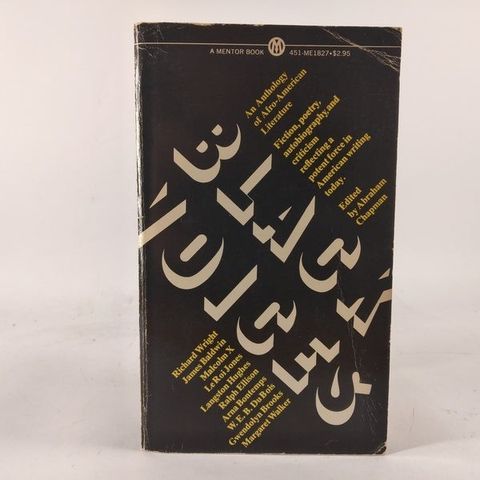 A MENTOR BOOK M 451-ME1827 • $2.95
An Anthology
of Afro-American
Literature
Fiction, poetry,
autobiography, and
criticism
reflecting a
potent force in
American writing
today.
Edited
by Abraham
Chapman
BLACK
VOICES
Richard Wright
James Baldwin
Malcolm X
Le Roi Jones
Langston Hughes
Ralph Ellison
Arna Bontemps
W. E. B. Du Bois
Gwendolyn Brooks
Margaret Walker